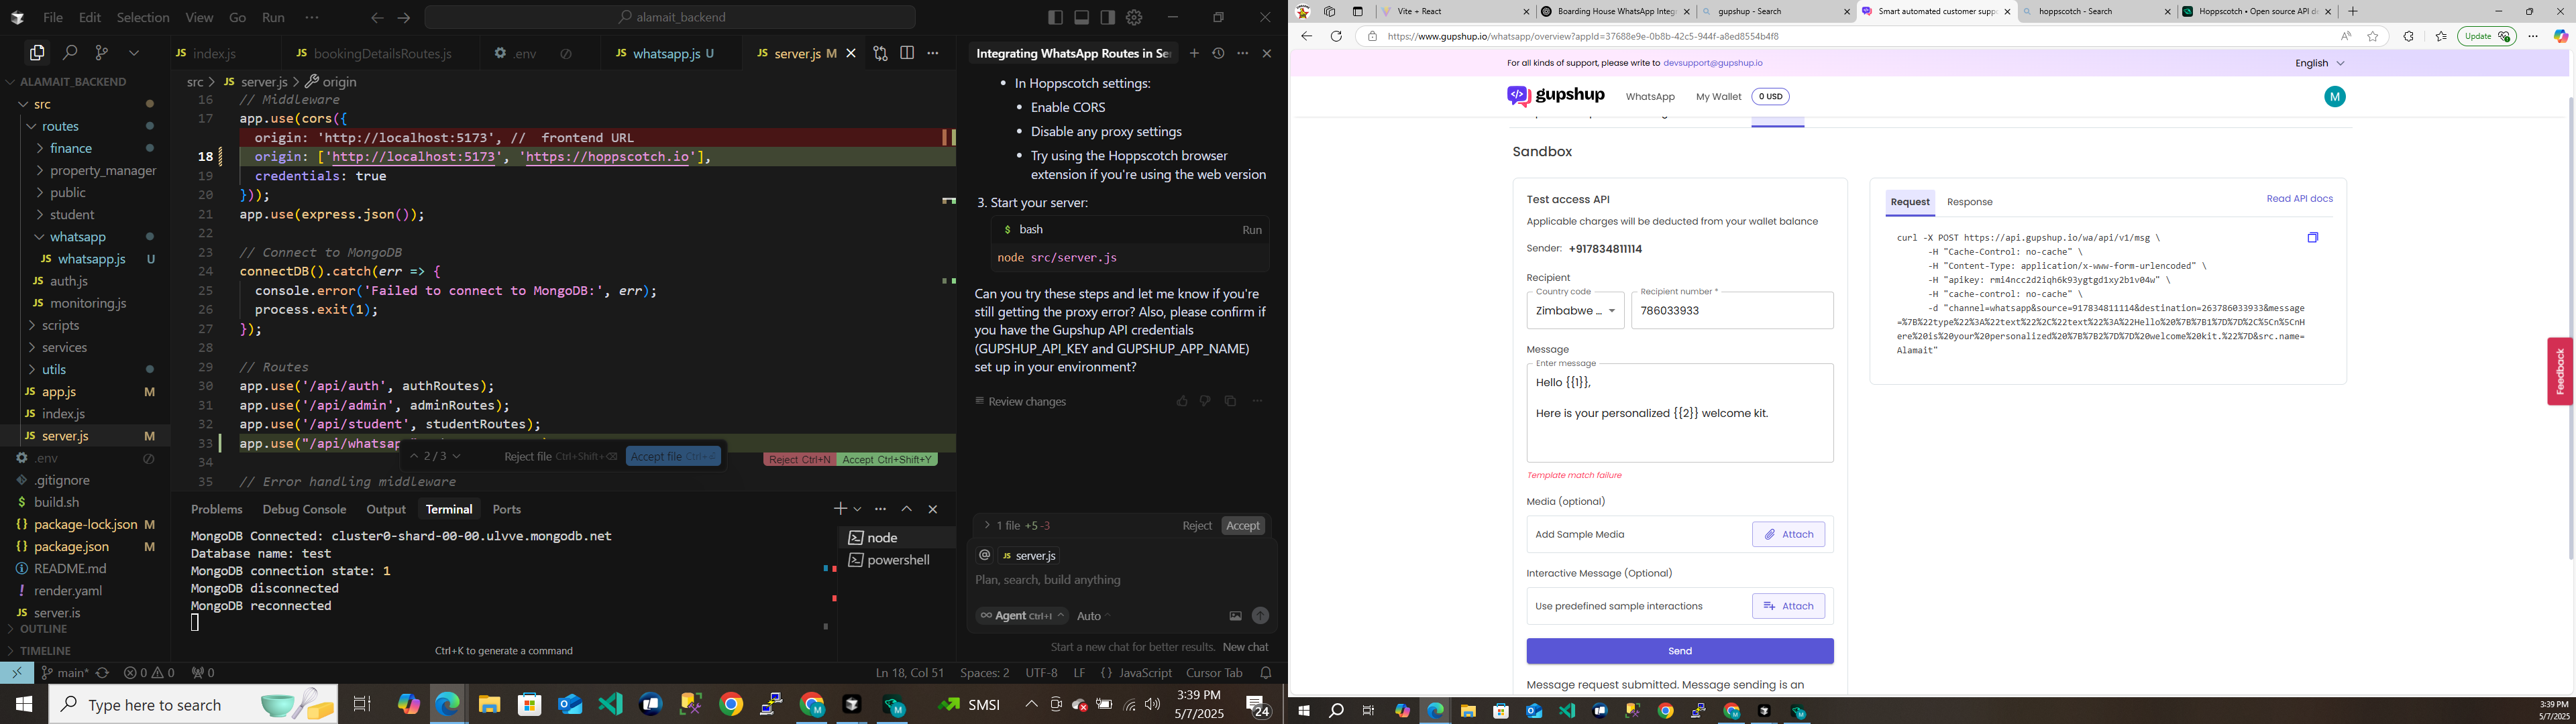 File Edit Selection View Go Run ···
alamait_backend
index.js
bookingDetailsRoutes.js
.env
whatsapp.js U
server.js M
src > JS server.js > origin
ALAMAIT_BACKEND
src
routes
finance
property_manager
public
student
whatsapp
JS whatsapp.js U
JS auth.js
JS monitoring.js
scripts
services
utils
JS app.js M
JS index.js
JS server.js M
.env
.gitignore
$ build.sh
{} package-lock.json M
{} package.json M
README.md
! render.yaml
JS server.js
OUTLINE
TIMELINE
16 // Middleware
17 app.use(cors({
origin: 'http://localhost:5173', // frontend URL
18 origin: ['http://localhost:5173', 'https://hoppscotch.io'],
19 credentials: true
20 }));
21 app.use(express.json());
22
23 // Connect to MongoDB
24 connectDB().catch(err => {
25 console.error('Failed to connect to MongoDB:', err);
26 process.exit(1);
27 });
28
29 // Routes
30 app.use('/api/auth', authRoutes);
31 app.use('/api/admin', adminRoutes);
32 app.use('/api/student', studentRoutes);
33 app.use("/api/whatsap
2 / 3 Reject file Ctrl+Shift+⌫ Accept file Ctrl+⏎
Reject Ctrl+N Accept Ctrl+Shift+Y
34
35 // Error handling middleware
Problems Debug Console Output Terminal Ports
MongoDB Connected: cluster0-shard-00-00.ulvve.mongodb.net
Database name: test
MongoDB connection state: 1
MongoDB disconnected
MongoDB reconnected
Ctrl+K to generate a command
node
powershell
Integrating WhatsApp Routes in Se
• In Hoppscotch settings:
• Enable CORS
• Disable any proxy settings
• Try using the Hoppscotch browser
extension if you're using the web version
3. Start your server:
$ bash Run
node src/server.js
Can you try these steps and let me know if you're
still getting the proxy error? Also, please confirm if
you have the Gupshup API credentials
(GUPSHUP_API_KEY and GUPSHUP_APP_NAME)
set up in your environment?
Review changes
1 file +5 -3 Reject Accept
@ JS server.js
Plan, search, build anything
∞ Agent Ctrl+I Auto
Start a new chat for better results. New chat
main* 0 0 0
Ln 18, Col 51 Spaces: 2 UTF-8 LF {} JavaScript Cursor Tab
Type here to search
SMSI
3:39 PM
5/7/2025
24
Vite + React
Boarding House WhatsApp Integ
gupshup - Search
Smart automated customer supp
hoppscotch - Search
Hoppscotch • Open source API de
https://www.gupshup.io/whatsapp/overview?appId=37688e9e-0b8b-42c5-944f-a8ed8554b4f8
Update
For all kinds of support, please write to devsupport@gupshup.io
English
gupshup WhatsApp My Wallet 0 USD M
Sandbox
Test access API
Applicable charges will be deducted from your wallet balance
Sender: +917834811114
Recipient
Country code
Zimbabwe ...
Recipient number *
786033933
Message
Enter message
Hello {{1}},
Here is your personalized {{2}} welcome kit.
Template match failure
Media (optional)
Add Sample Media Attach
Interactive Message (Optional)
Use predefined sample interactions Attach
Send
Message request submitted. Message sending is an
Request Response Read API docs
curl -X POST https://api.gupshup.io/wa/api/v1/msg \
-H "Cache-Control: no-cache" \
-H "Content-Type: application/x-www-form-urlencoded" \
-H "apikey: rmi4ncc2d2iqh6k93ygtgd1xy2b1v04w" \
-H "cache-control: no-cache" \
-d "channel=whatsapp&source=917834811114&destination=263786033933&message
=%7B%22type%22%3A%22text%22%2C%22text%22%3A%22Hello%20%7B%7B1%7D%7D%2C%5Cn%5CnH
ere%20is%20your%20personalized%20%7B%7B2%7D%7D%20welcome%20kit.%22%7D&src.name=
Alamait"
Feedback
3:39 PM
5/7/2025